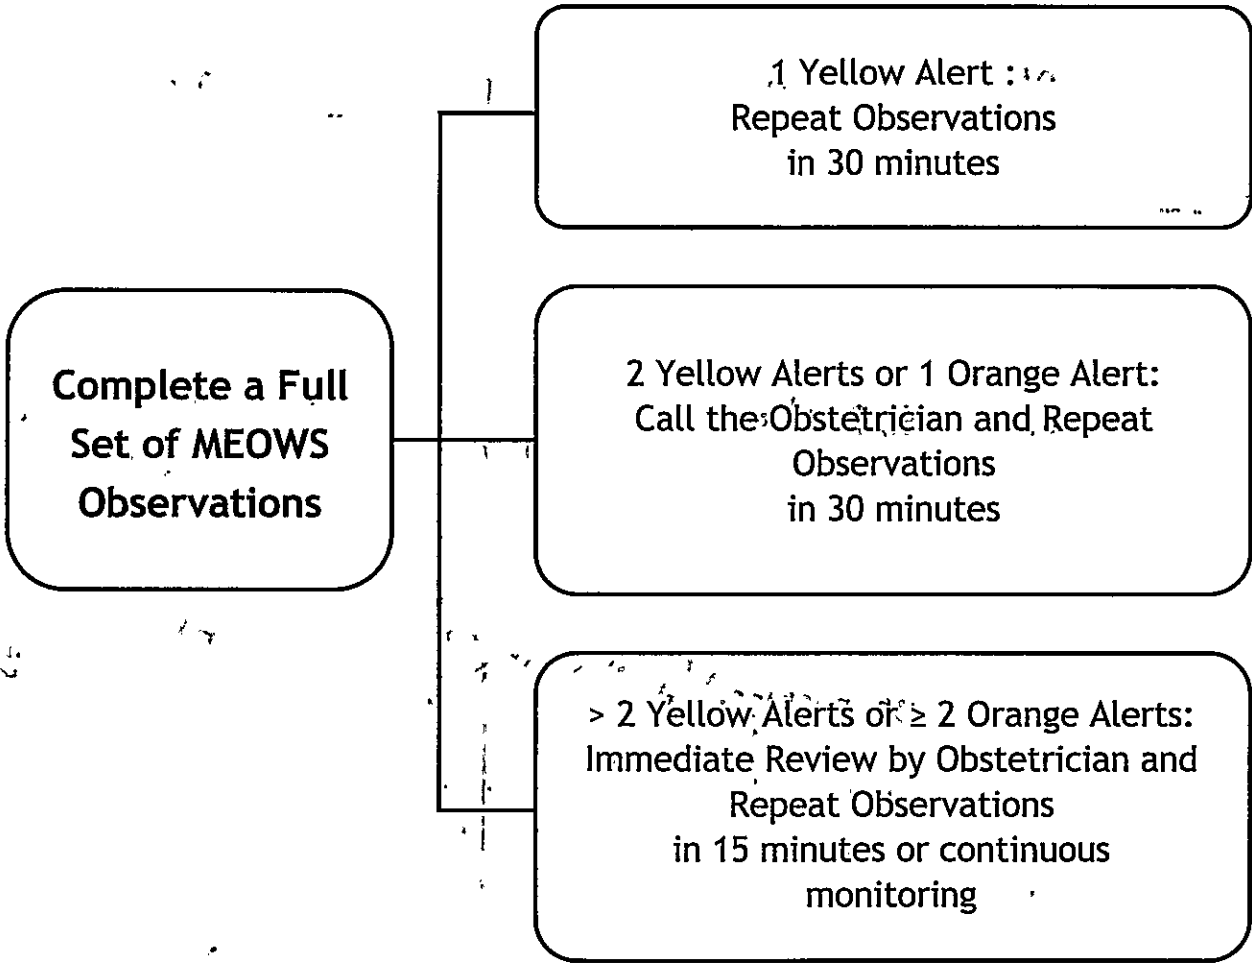 Complete a Full
Set of MEOWS
Observations
1 Yellow Alert :
Repeat Observations
in 30 minutes
2 Yellow Alerts or 1 Orange Alert:
Call the Obstetrician and Repeat
Observations
in 30 minutes
> 2 Yellow Alerts or ≥ 2 Orange Alerts:
Immediate Review by Obstetrician and
Repeat Observations
in 15 minutes or continuous
monitoring